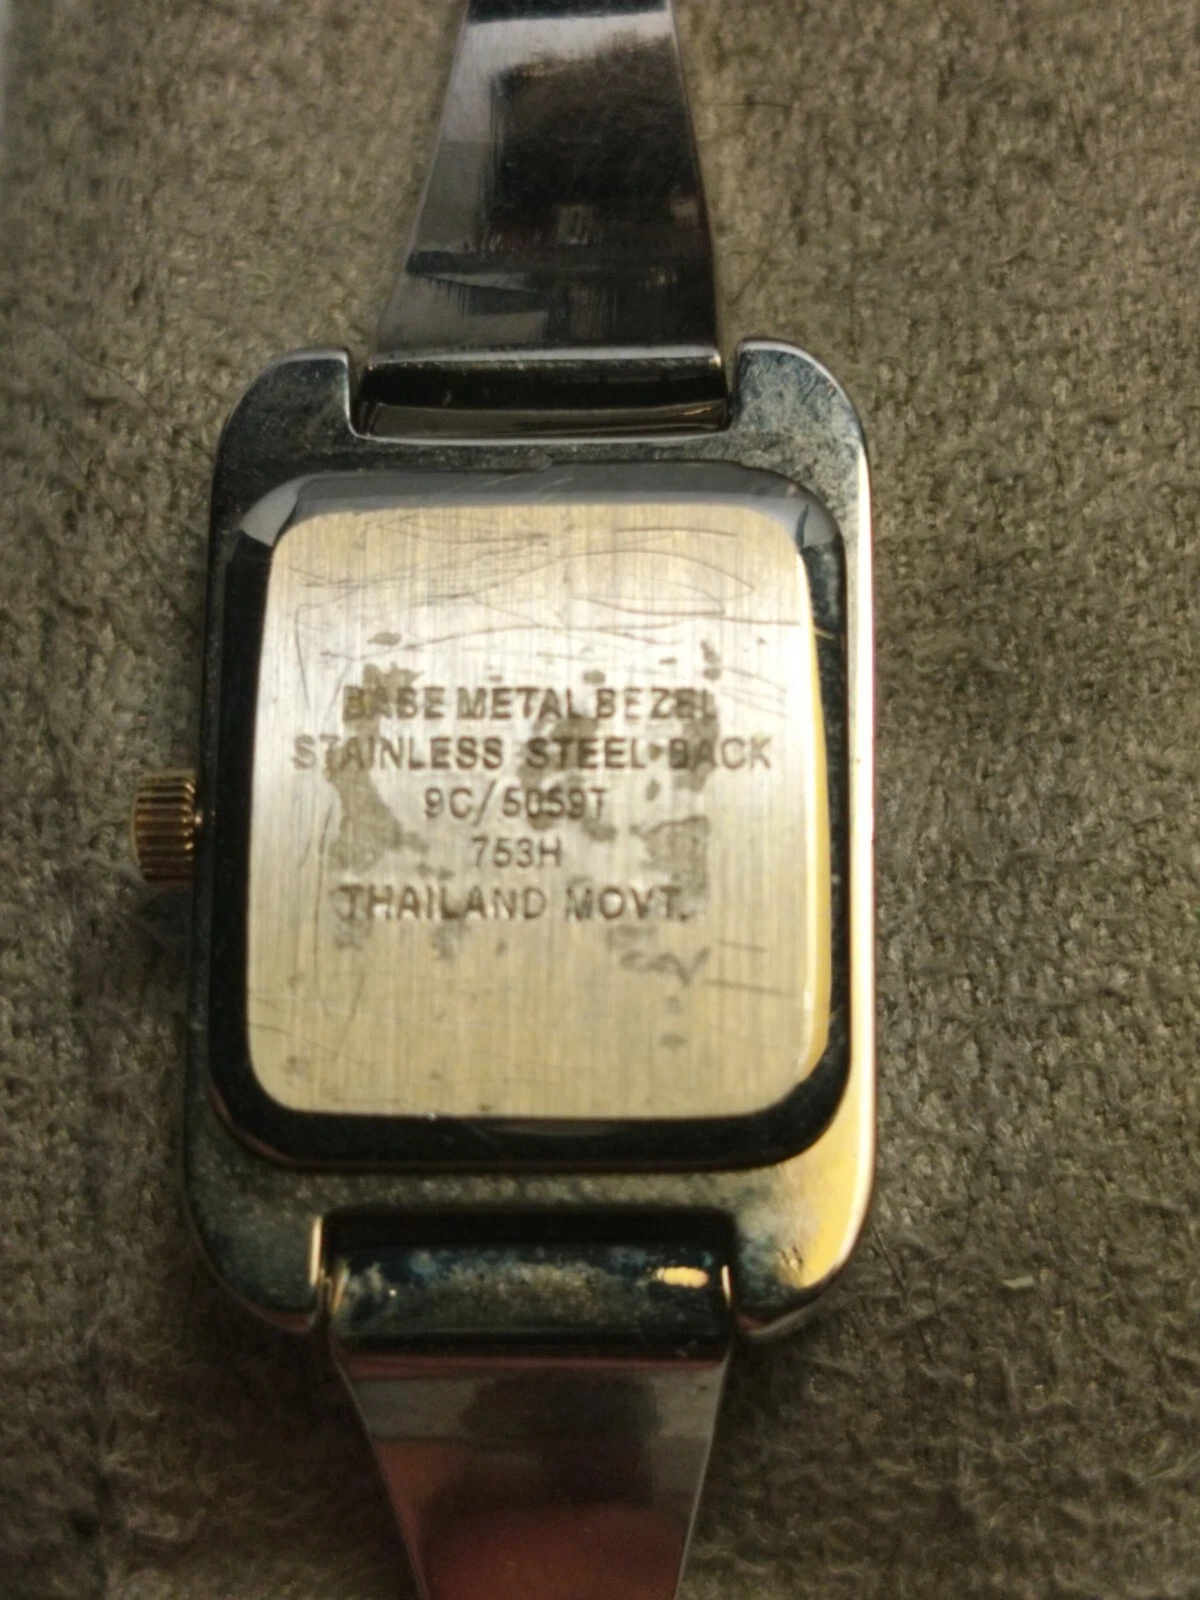 BASE METAL BEZEL
STAINLESS STEEL BACK
9C/5059T
753H
THAILAND MOVT.